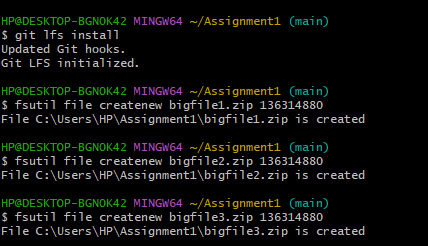 HP@DESKTOP-BGNOK42 MINGW64 ~/Assignment1 (main)
$ git lfs install
Updated Git hooks.
Git LFS initialized.
HP@DESKTOP-BGNOK42 MINGW64 ~/Assignment1 (main)
$ fsutil file createnew bigfile1.zip 136314880
File C:\Users\HP\Assignment1\bigfile1.zip is created
HP@DESKTOP-BGNOK42 MINGW64 ~/Assignment1 (main)
$ fsutil file createnew bigfile2.zip 136314880
File C:\Users\HP\Assignment1\bigfile2.zip is created
HP@DESKTOP-BGNOK42 MINGW64 ~/Assignment1 (main)
$ fsutil file createnew bigfile3.zip 136314880
File C:\Users\HP\Assignment1\bigfile3.zip is created